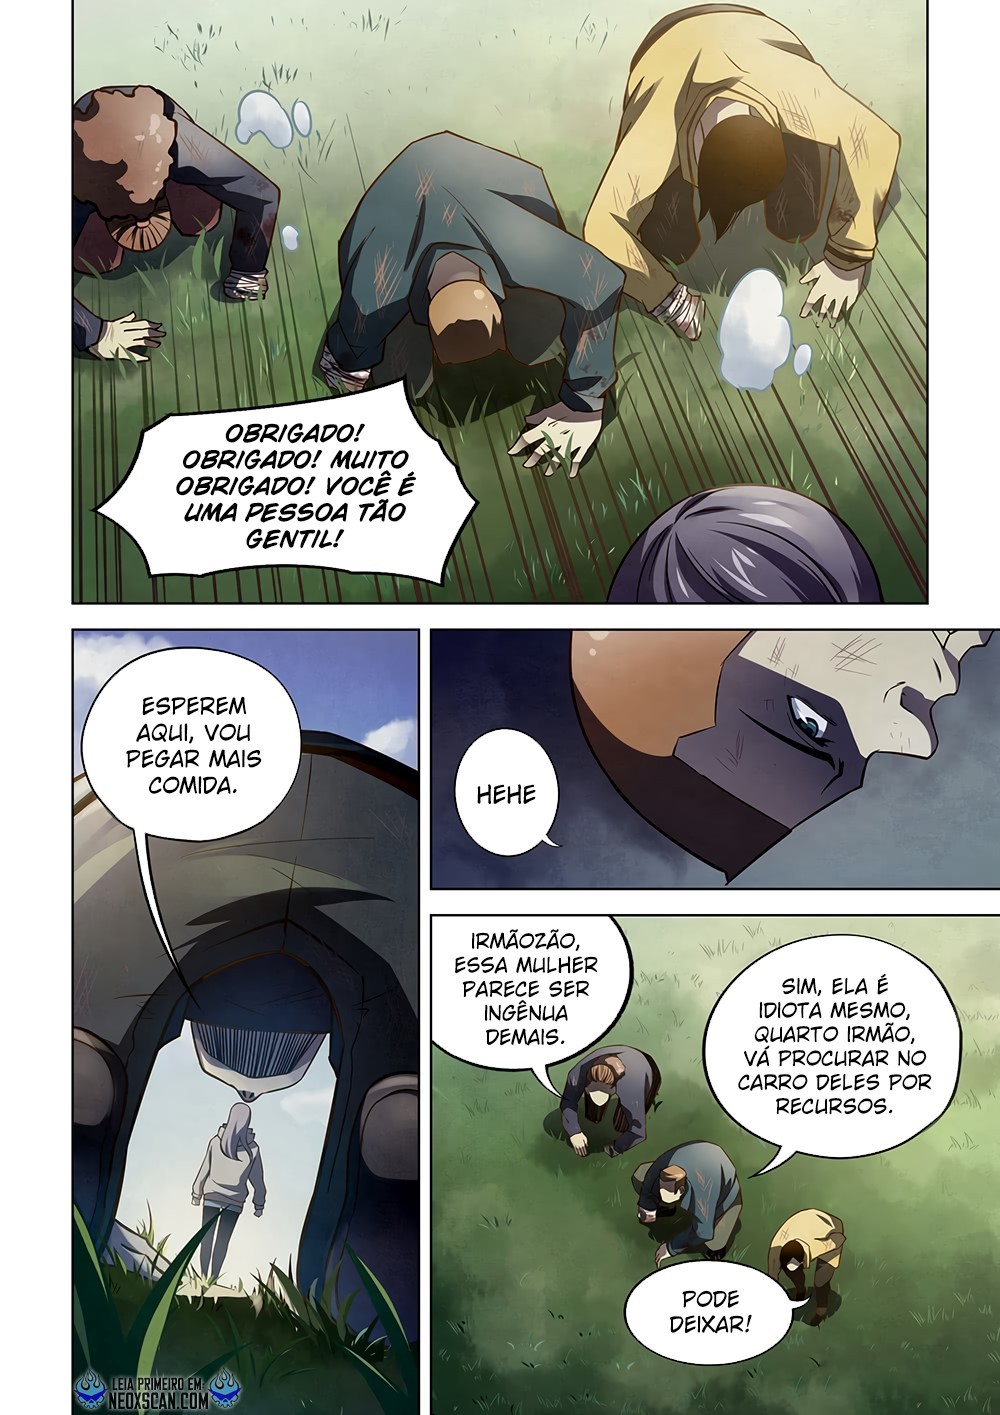 OBRIGADO!
OBRIGADO! MUITO
OBRIGADO! VOCÊ É
UMA PESSOA TÃO
GENTIL!
ESPEREM
AQUI, VOU
PEGAR MAIS
COMIDA.
HEHE
IRMÃOZÃO,
ESSA MULHER
PARECE SER
INGÊNUA
DEMAIS.
SIM, ELA É
IDIOTA MESMO,
QUARTO IRMÃO,
VÁ PROCURAR NO
CARRO DELES POR
RECURSOS.
PODE
DEIXAR!
LEIA PRIMEIRO EM:
NEOXSCAN.COM